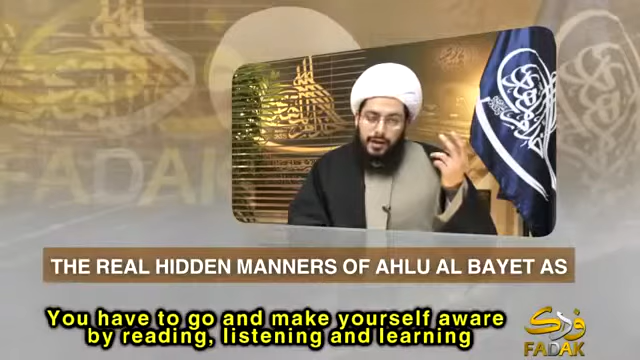 THE REAL HIDDEN MANNERS OF AHLU AL BAYET AS
You have to go and make yourself aware
by reading, listening and learning
فدك
FADAK
FADAK